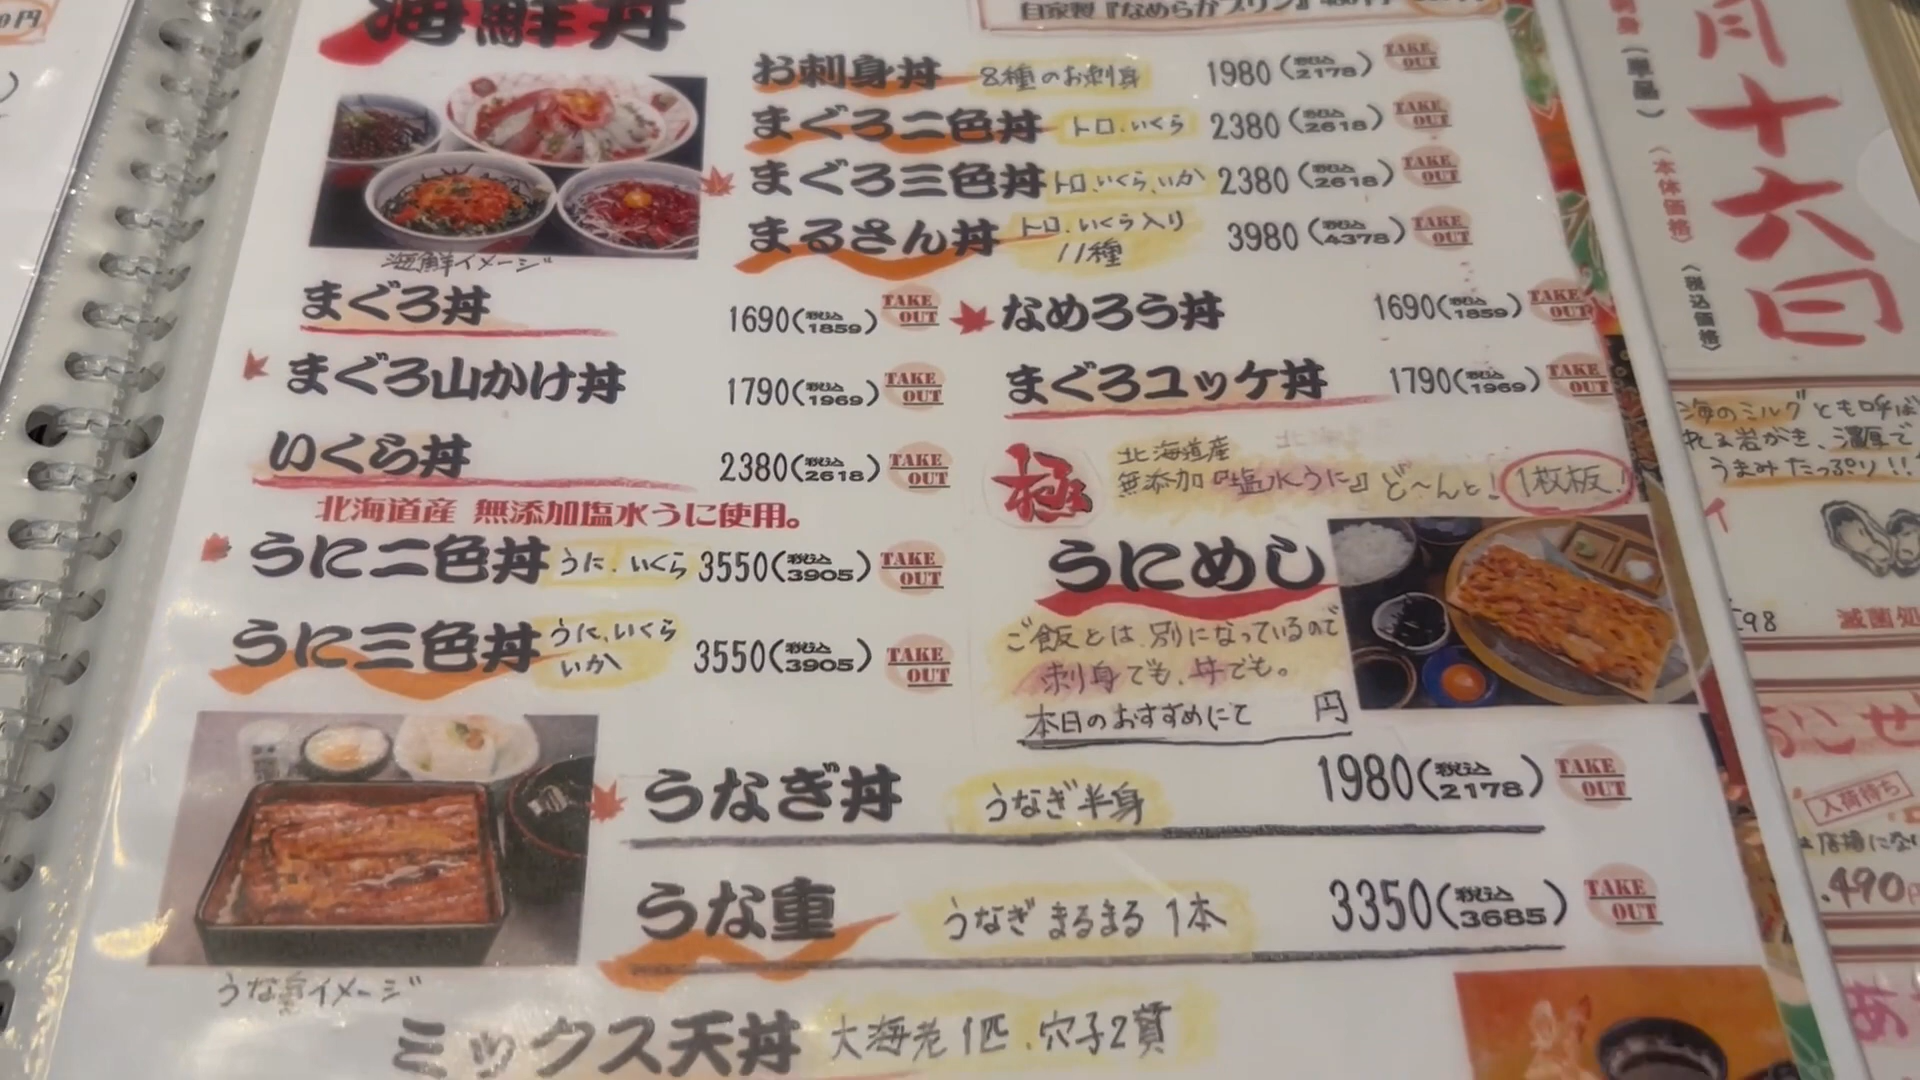 海鮮丼
自家製『なめらかプリン』
お刺身丼 8種のお刺身 1980(税込2178) TAKE OUT
まぐろ二色丼 トロ.いくら 2380(税込2618) TAKE OUT
まぐろ三色丼 トロ.いくら、いか 2380(税込2618) TAKE OUT
まるさん丼 トロ.いくら入り 11種 3980(税込4378) TAKE OUT
海鮮イメージ
まぐろ丼 1690(税込1859) TAKE OUT
なめろう丼 1690(税込1859) TAKE OUT
まぐろ山かけ丼 1790(税込1969) TAKE OUT
まぐろユッケ丼 1790(税込1969) TAKE OUT
いくら丼 2380(税込2618) TAKE OUT
北海道産 無添加塩水うに使用。
うに二色丼 うに.いくら 3550(税込3905) TAKE OUT
うに三色丼 うに、いくら いか 3550(税込3905) TAKE OUT
極 北海道産
無添加『塩水うに』ど〜んと! 1枚板!
うにめし
ご飯とは、別になっているので
刺身でも、丼でも。
本日のおすすめにて 円
うなぎ丼 うなぎ半身 1980(税込2178) TAKE OUT
うな重 うなぎまるまる1本 3350(税込3685) TAKE OUT
うな重イメージ
ミックス天丼 大海老1匹.穴子2貫
月十六日
(単品)
〈本体価格〉
〈税込価格〉
海のミルクとも呼ば
れる岩がき、濃厚で
うまみたっぷり!!
滅菌処
入荷待ち
490円